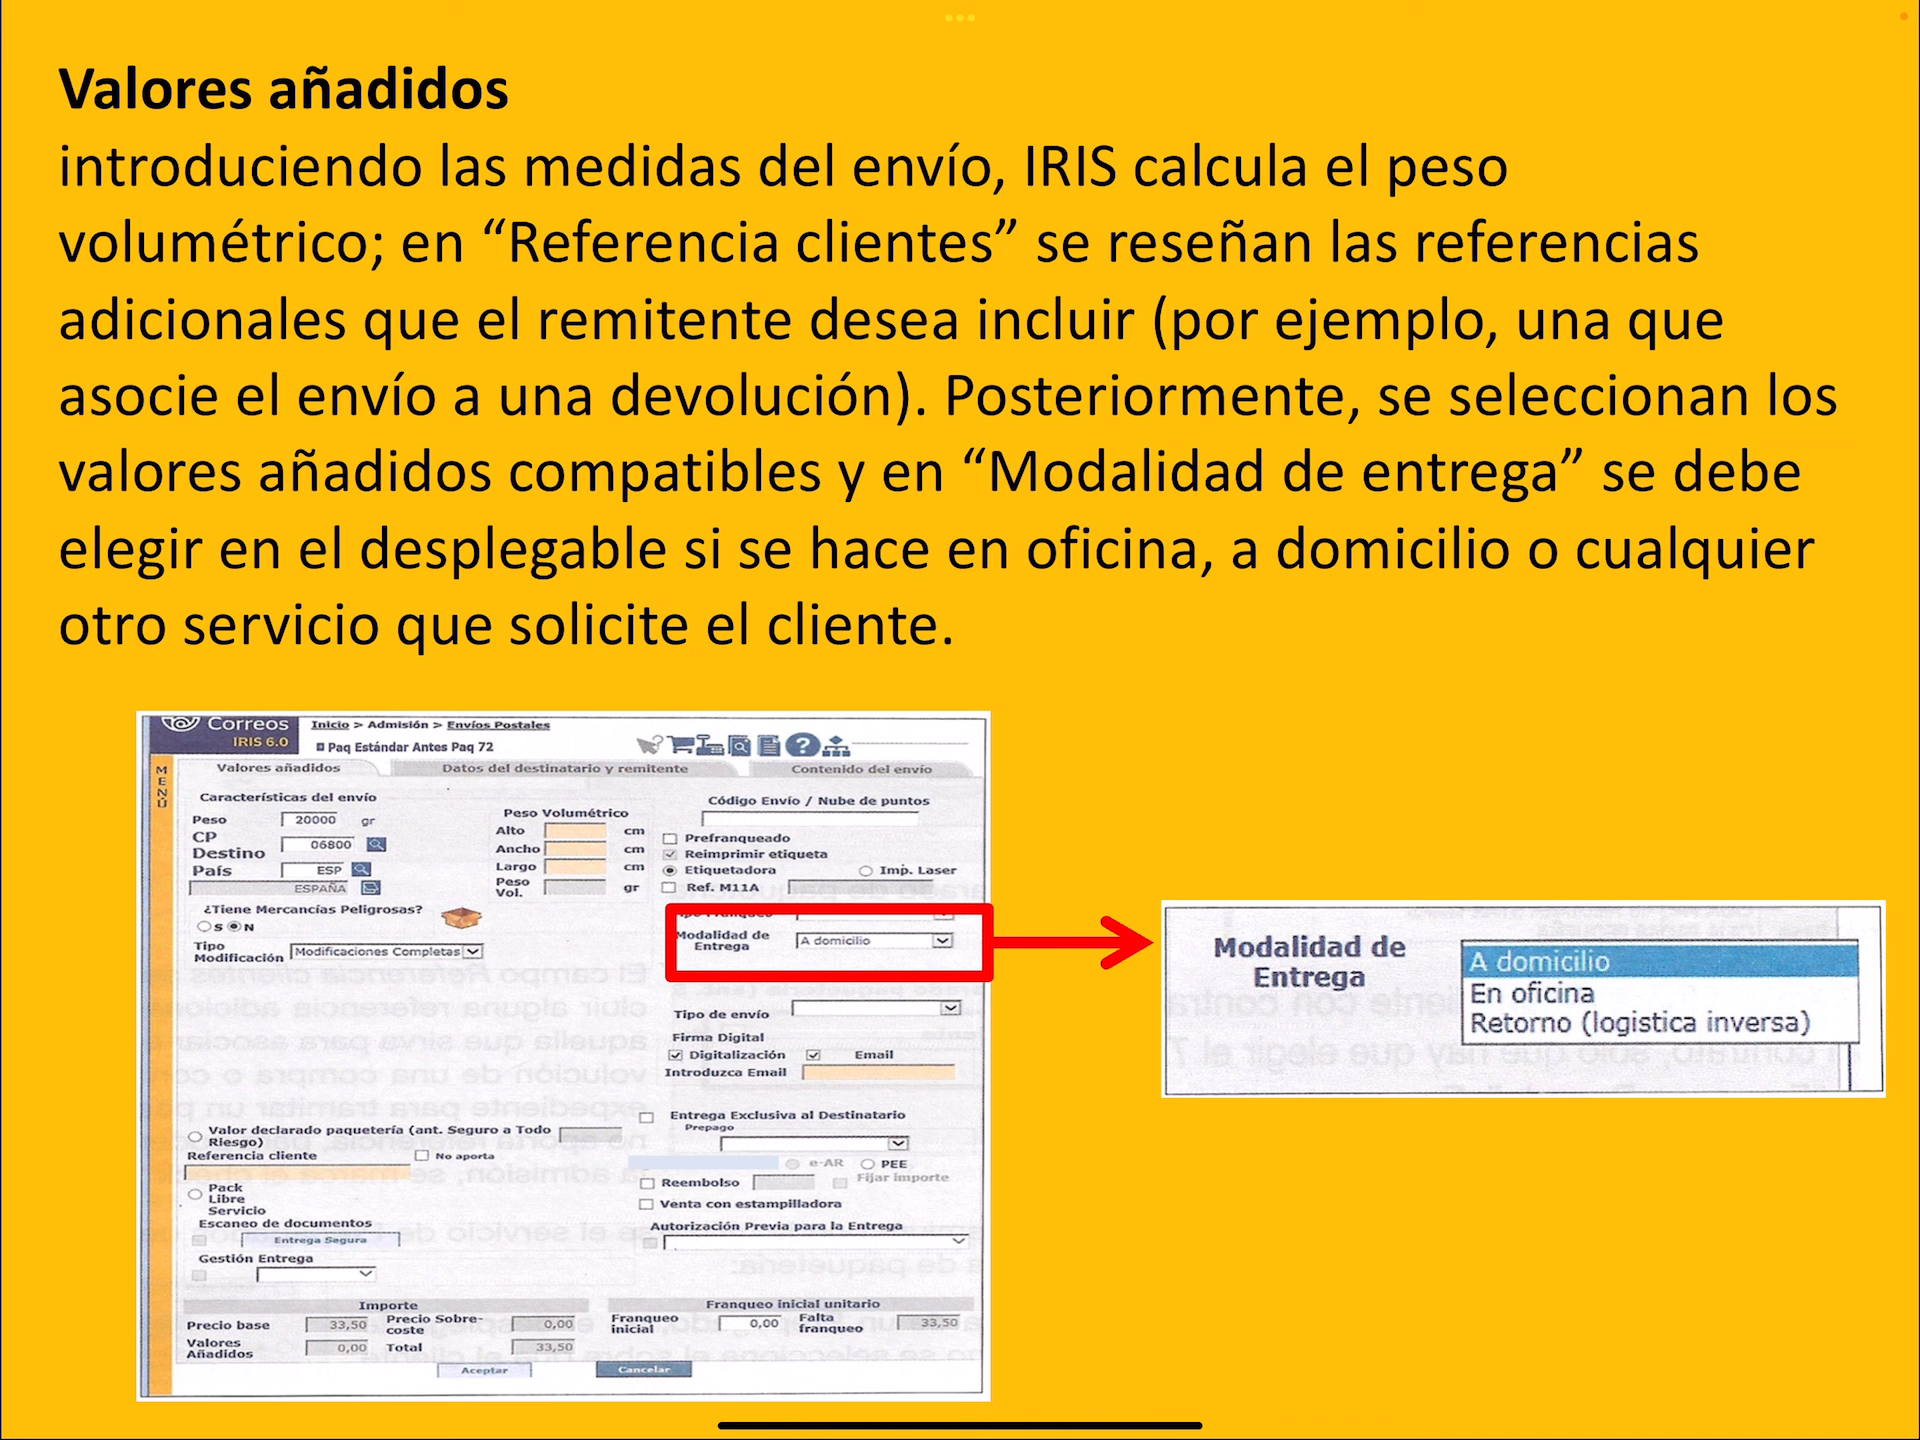 Valores añadidos
introduciendo las medidas del envío, IRIS calcula el peso
volumétrico; en “Referencia clientes” se reseñan las referencias
adicionales que el remitente desea incluir (por ejemplo, una que
asocie el envío a una devolución). Posteriormente, se seleccionan los
valores añadidos compatibles y en “Modalidad de entrega” se debe
elegir en el desplegable si se hace en oficina, a domicilio o cualquier
otro servicio que solicite el cliente.
Correos
IRIS 6.0
Inicio > Admisión > Envíos Postales
Paq Estándar Antes Paq 72
MENÚ
Valores añadidos
Datos del destinatario y remitente
Contenido del envío
Características del envío
Peso 20000 gr
CP
Destino 06800
País ESP
ESPAÑA
¿Tiene Mercancías Peligrosas?
S N
Tipo
Modificación Modificaciones Completas
Peso Volumétrico
Alto cm
Ancho cm
Largo cm
Peso
Vol. gr
Código Envío / Nube de puntos
Prefranqueado
Reimprimir etiqueta
Etiquetadora Imp. Laser
Ref. M11A
Modalidad de
Entrega A domicilio
Tipo de envío
Firma Digital
Digitalización Email
Introduzca Email
Entrega Exclusiva al Destinatario
Prepago
e-AR PEE
Reembolso Fijar importe
Venta con estampilladora
Autorización Previa para la Entrega
Valor declarado paquetería (ant. Seguro a Todo
Riesgo)
Referencia cliente No aporta
Pack
Libre
Servicio
Escaneo de documentos
Entrega Segura
Gestión Entrega
Importe
Precio base 33,50 Precio Sobre-
coste 0,00
Valores
Añadidos 0,00 Total 33,50
Franqueo inicial unitario
Franqueo
inicial 0,00 Falta
franqueo 33,50
Aceptar Cancelar
Modalidad de
Entrega
A domicilio
En oficina
Retorno (logistica inversa)